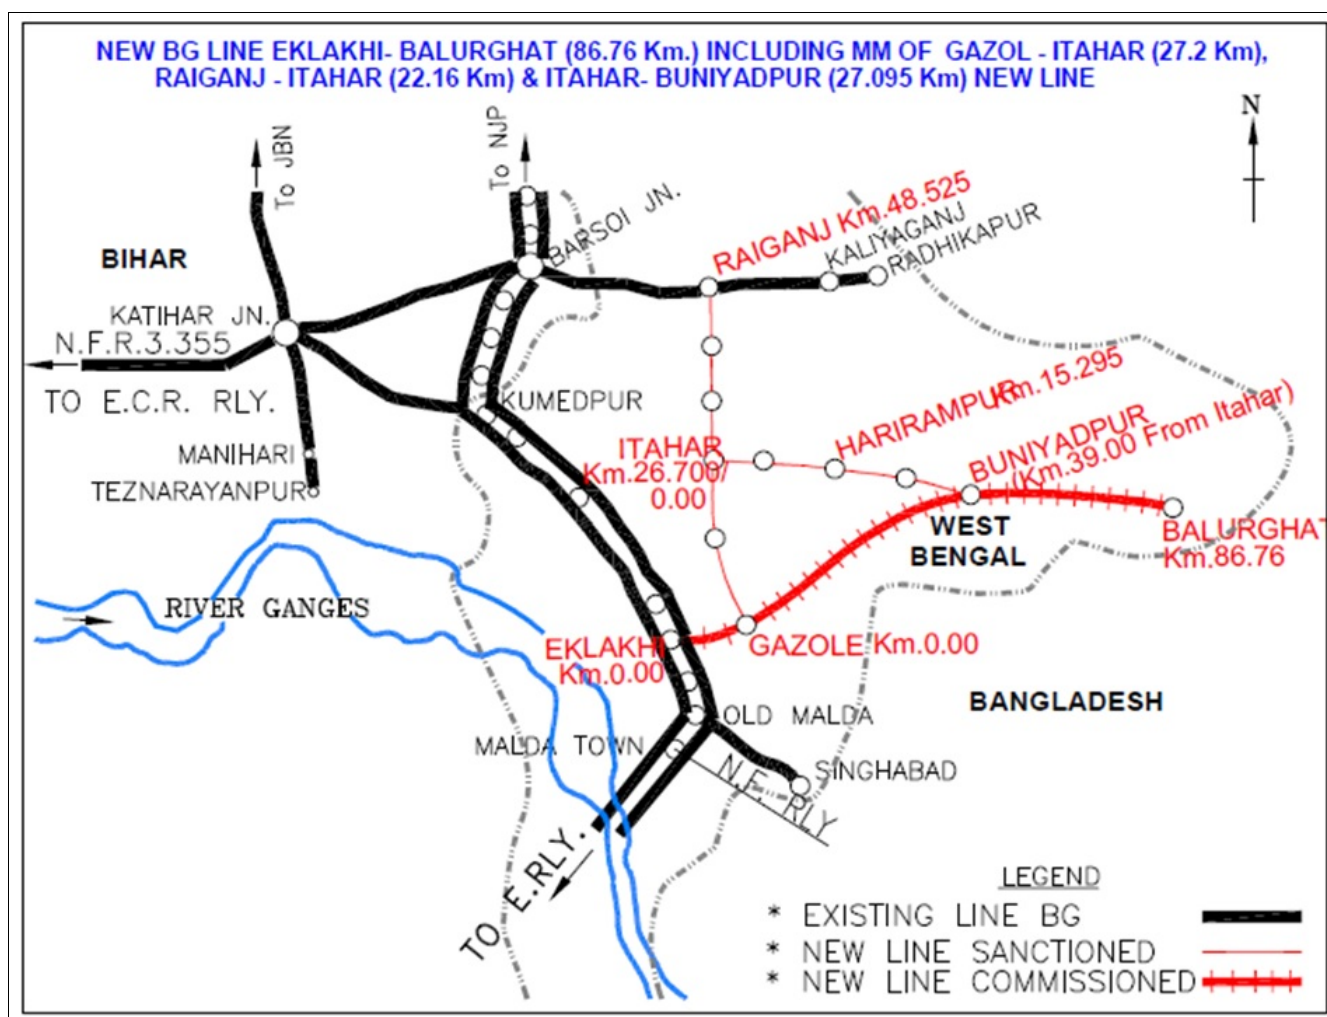 NEW BG LINE EKLAKHI- BALURGHAT (86.76 Km.) INCLUDING MM OF GAZOL - ITAHAR (27.2 Km),
RAIGANJ - ITAHAR (22.16 Km) & ITAHAR- BUNIYADPUR (27.095 Km) NEW LINE
N
To JBN
To NJP
BARSOI JN.
RAIGANJ Km.48.525
KALIYAGANJ
RADHIKAPUR
BIHAR
KATIHAR JN.
N.F.R.3.355
TO E.C.R. RLY.
KUMEDPUR
MANIHARI
TEZNARAYANPUR
ITAHAR
Km.26.700/
0.00
HARIRAMPUR
Km.15.295
BUNIYADPUR
(Km.39.00 From Itahar)
WEST
BENGAL
BALURGHAT
Km.86.76
RIVER GANGES
EKLAKHI
Km.0.00
GAZOLE Km.0.00
BANGLADESH
OLD MALDA
MALDA TOWN
SINGHABAD
N.F. RLY
TO E.RLY.
LEGEND
* EXISTING LINE BG
* NEW LINE SANCTIONED
* NEW LINE COMMISSIONED